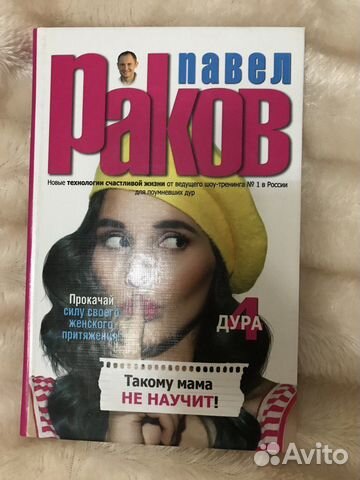 павел
Раков
Новые технологии счастливой жизни от ведущего шоу-тренинга № 1 в России
для поумневших дур
Прокачай
силу своего
женского
притяжения!
ДУРА 4
Такому мама
НЕ НАУЧИТ!
Avito